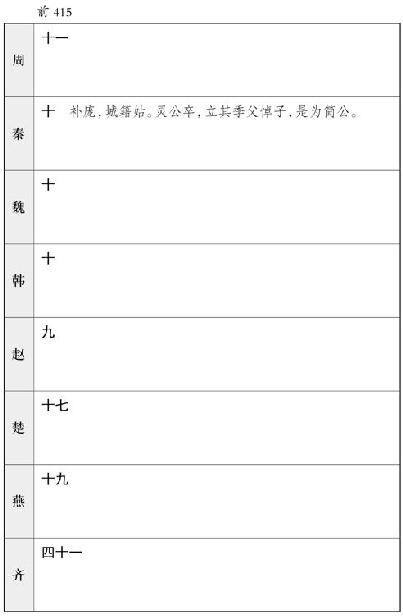 前 415
周 十一
秦 十 补庞,城籍姑。灵公卒,立其季父悼子,是为简公。
魏 十
韩 十
赵 九
楚 十七
燕 十九
齐 四十一